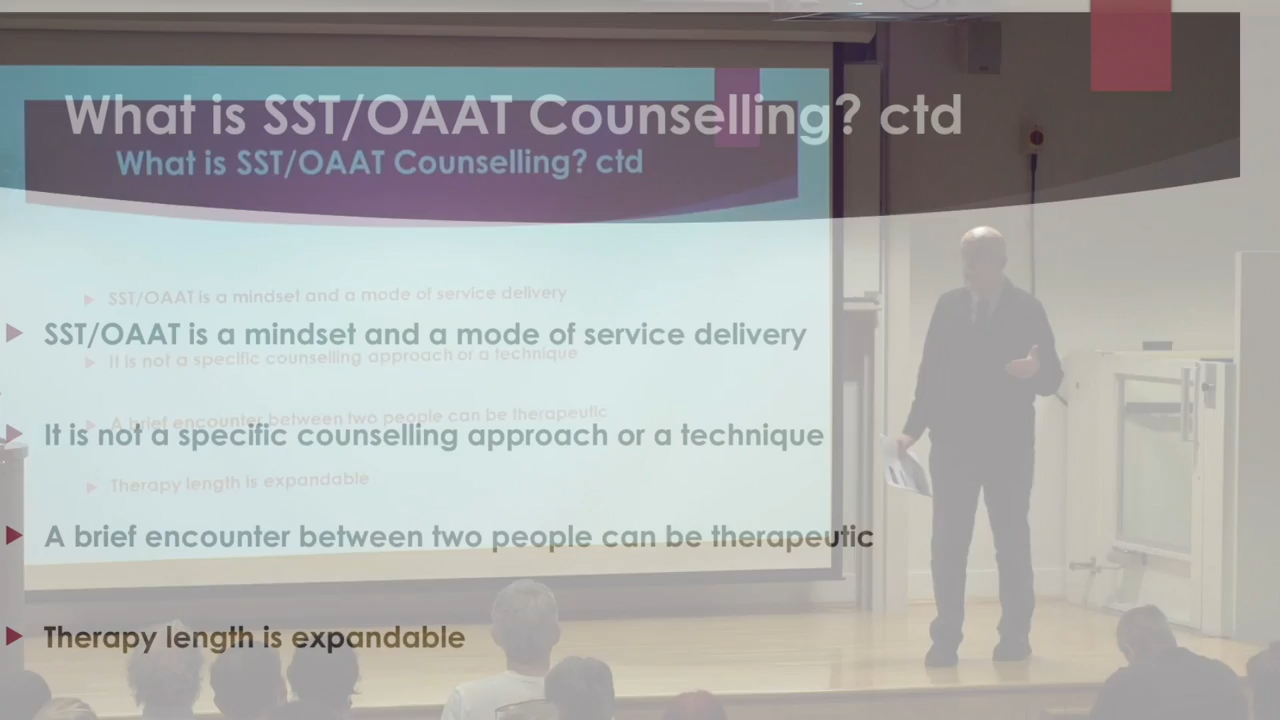 What is SST/OAAT Counselling? ctd
What is SST/OAAT Counselling? ctd
SST/OAAT is a mindset and a mode of service delivery
SST/OAAT is a mindset and a mode of service delivery
It is not a specific counselling approach or a technique
A brief encounter between two people can be therapeutic
It is not a specific counselling approach or a technique
Therapy length is expandable
A brief encounter between two people can be therapeutic
Therapy length is expandable